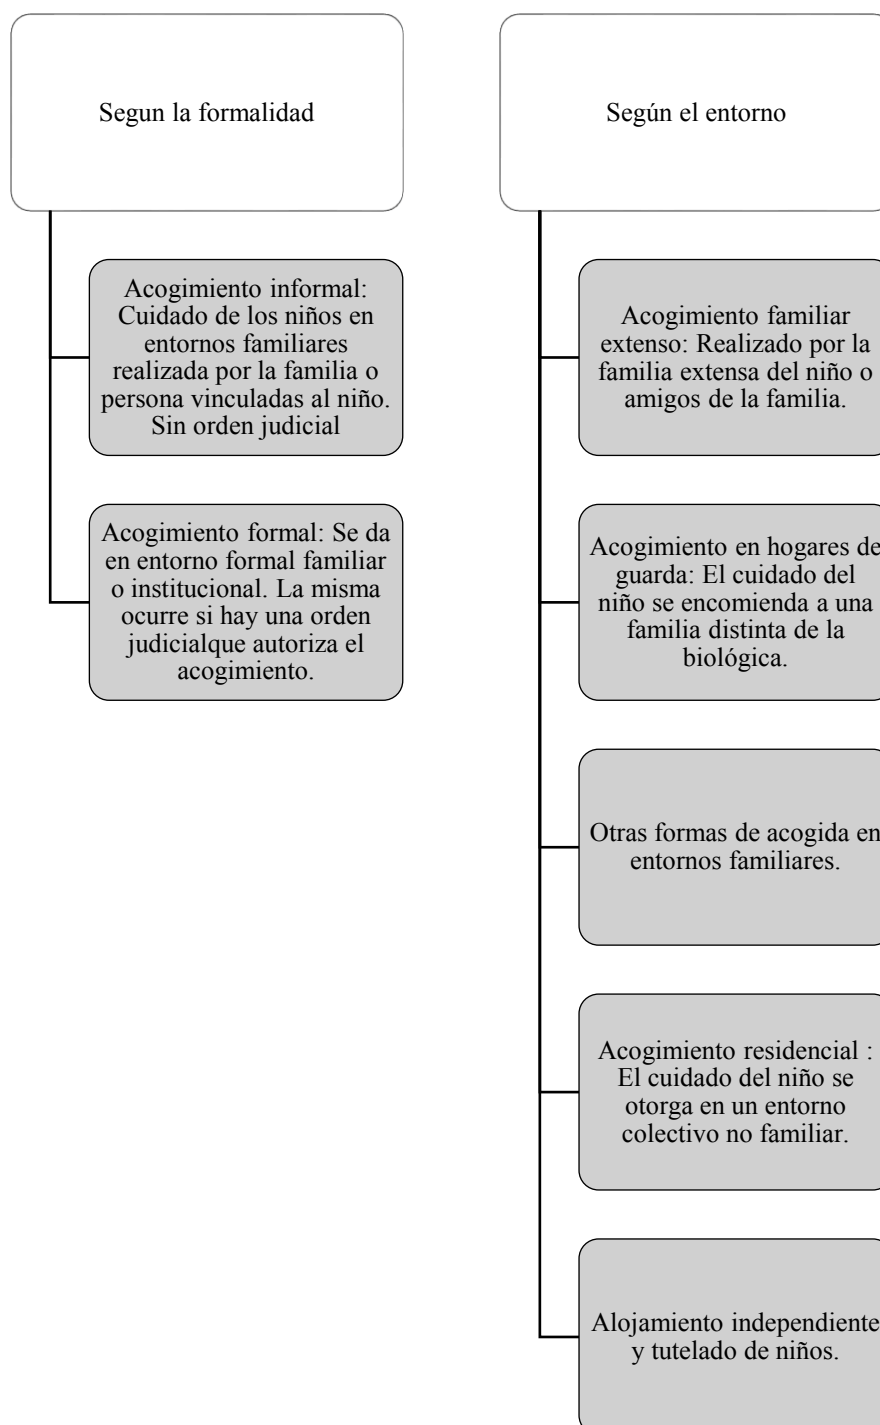 Segun la formalidad
Acogimiento informal:
Cuidado de los niños en
entornos familiares
realizada por la familia o
persona vinculadas al niño.
Sin orden judicial
Acogimiento formal: Se da
en entorno formal familiar
o institucional. La misma
ocurre si hay una orden
judicialque autoriza el
acogimiento.
Según el entorno
Acogimiento familiar
extenso: Realizado por la
familia extensa del niño o
amigos de la familia.
Acogimiento en hogares de
guarda: El cuidado del
niño se encomienda a una
familia distinta de la
biológica.
Otras formas de acogida en
entornos familiares.
Acogimiento residencial :
El cuidado del niño se
otorga en un entorno
colectivo no familiar.
Alojamiento independiente
y tutelado de niños.